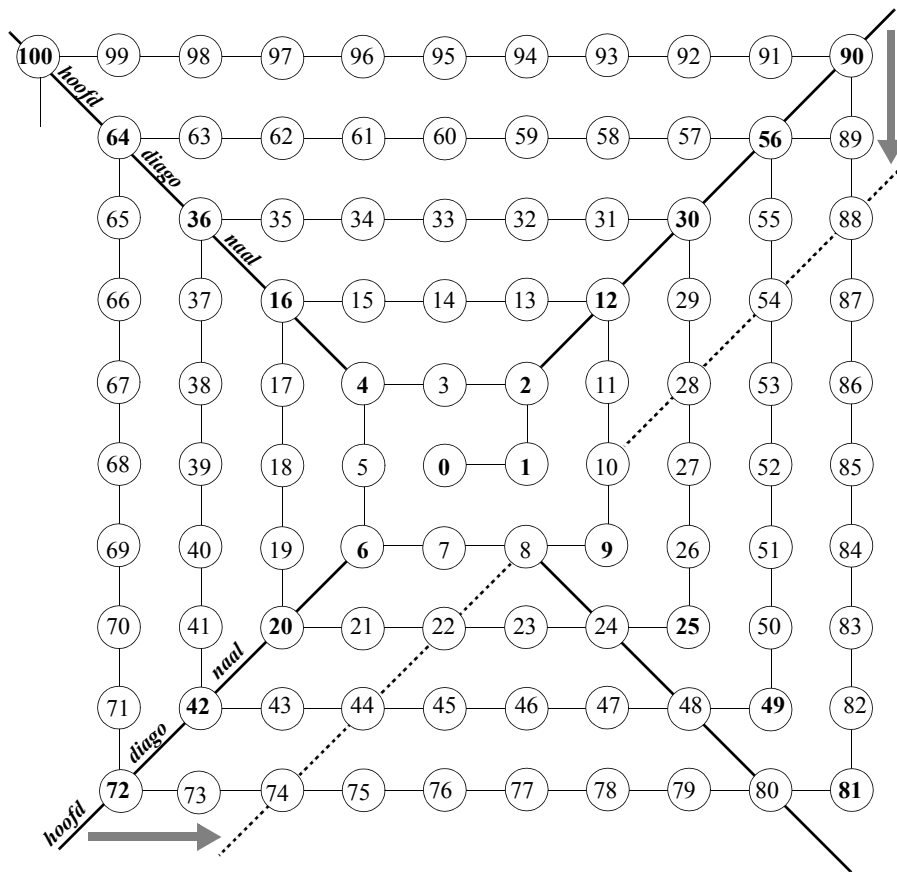 100 99 98 97 96 95 94 93 92 91 90
hoofd
64 63 62 61 60 59 58 57 56 89
diago
65 36 35 34 33 32 31 30 55 88
naal
66 37 16 15 14 13 12 29 54 87
67 38 17 4 3 2 11 28 53 86
68 39 18 5 0 1 10 27 52 85
69 40 19 6 7 8 9 26 51 84
70 41 20 21 22 23 24 25 50 83
naal
71 42 43 44 45 46 47 48 49 82
diago
72 73 74 75 76 77 78 79 80 81
hoofd